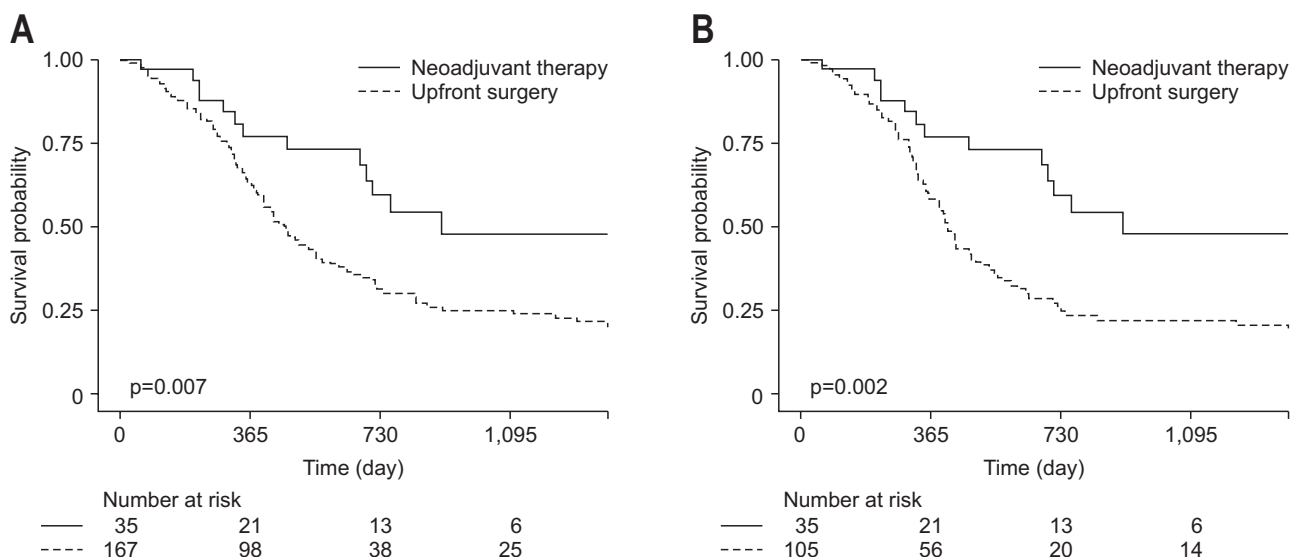 A
1.00
0.75
0.50
0.25
0
Survival probability
Neoadjuvant therapy
Upfront surgery
p=0.007
0 365 730 1,095
Time (day)
Number at risk
35 21 13 6
167 98 38 25
B
1.00
0.75
0.50
0.25
0
Survival probability
Neoadjuvant therapy
Upfront surgery
p=0.002
0 365 730 1,095
Time (day)
Number at risk
35 21 13 6
105 56 20 14